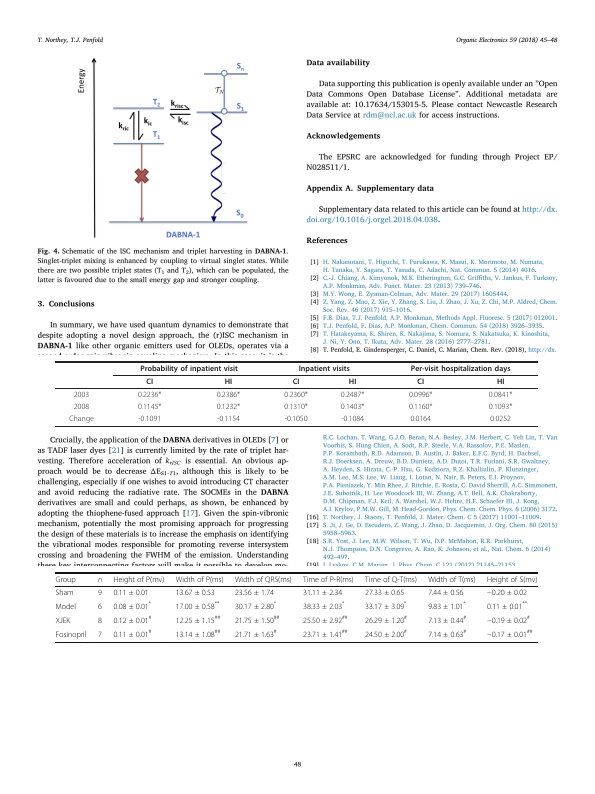 T. Northey, T.J. Penfold
Organic Electronics 59 (2018) 45–48
Energy
Sn
TN
T2
krisc
kisc
S1
kric
kic
T1
S0
DABNA-1
Fig. 4. Schematic of the ISC mechanism and triplet harvesting in DABNA-1.
Singlet-triplet mixing is enhanced by coupling to virtual singlet states. While
there are two possible triplet states (T1 and T2), which can be populated, the
latter is favoured due to the small energy gap and stronger coupling.
3. Conclusions
In summary, we have used quantum dynamics to demonstrate that
despite adopting a novel design approach, the (r)ISC mechanism in
DABNA-1 like other organic emitters used for OLEDs, operates via a
Data availability
Data supporting this publication is openly available under an "Open
Data Commons Open Database License". Additional metadata are
available at: 10.17634/153015-5. Please contact Newcastle Research
Data Service at rdm@ncl.ac.uk for access instructions.
Acknowledgements
The EPSRC are acknowledged for funding through Project EP/
N028511/1.
Appendix A. Supplementary data
Supplementary data related to this article can be found at http://dx.
doi.org/10.1016/j.orgel.2018.04.038.
References
[1] H. Nakanotani, T. Higuchi, T. Furukawa, K. Masui, K. Morimoto, M. Numata,
H. Tanaka, Y. Sagara, T. Yasuda, C. Adachi, Nat. Commun. 5 (2014) 4016.
[2] C.-J. Chiang, A. Kimyonok, M.K. Etherington, G.C. Griffiths, V. Jankus, F. Turksoy,
A.P. Monkman, Adv. Funct. Mater. 23 (2013) 739–746.
[3] M.Y. Wong, E. Zysman-Colman, Adv. Mater. 29 (2017) 1605444.
[4] Z. Yang, Z. Mao, Z. Xie, Y. Zhang, S. Liu, J. Zhao, J. Xu, Z. Chi, M.P. Aldred, Chem.
Soc. Rev. 46 (2017) 915–1016.
[5] F.B. Dias, T.J. Penfold, A.P. Monkman, Methods Appl. Fluoresc. 5 (2017) 012001.
[6] T.J. Penfold, F. Dias, A.P. Monkman, Chem. Commun. 54 (2018) 3926–3935.
[7] T. Hatakeyama, K. Shiren, K. Nakajima, S. Nomura, S. Nakatsuka, K. Kinoshita,
J. Ni, Y. Ono, T. Ikuta, Adv. Mater. 28 (2016) 2777–2781.
[8] T. Penfold, E. Gindensperger, C. Daniel, C. Marian, Chem. Rev. (2018), http://dx.
Probability of inpatient visit Inpatient visits Per-visit hospitalization days
CI HI CI HI CI HI
2003 0.2236* 0.2386* 0.2360* 0.2487* 0.0996* 0.0841*
2008 0.1145* 0.1232* 0.1310* 0.1403* 0.1160* 0.1093*
Change -0.1091 -0.1154 -0.1050 -0.1084 0.0164 0.0252
Crucially, the application of the DABNA derivatives in OLEDs [7] or
as TADF laser dyes [21] is currently limited by the rate of triplet har-
vesting. Therefore acceleration of krISC is essential. An obvious ap-
proach would be to decrease ΔES1-T1, although this is likely to be
challenging, especially if one wishes to avoid introducing CT character
and avoid reducing the radiative rate. The SOCMEs in the DABNA
derivatives are small and could perhaps, as shown, be enhanced by
adopting the thiophene-fused approach [17]. Given the spin-vibronic
mechanism, potentially the most promising approach for progressing
the design of these materials is to increase the emphasis on identifying
the vibrational modes responsible for promoting reverse intersystem
crossing and broadening the FWHM of the emission. Understanding
these key interconnecting factors will make it possible to develop mo-
R.C. Lochan, T. Wang, G.J.O. Beran, N.A. Besley, J.M. Herbert, C. Yeh Lin, T. Van
Voorhis, S. Hung Chien, A. Sodt, R.P. Steele, V.A. Rassolov, P.E. Maslen,
P.P. Korambath, R.D. Adamson, B. Austin, J. Baker, E.F.C. Byrd, H. Dachsel,
R.J. Doerksen, A. Dreuw, B.D. Dunietz, A.D. Dutoi, T.R. Furlani, S.R. Gwaltney,
A. Heyden, S. Hirata, C.-P. Hsu, G. Kedziora, R.Z. Khalliulin, P. Klunzinger,
A.M. Lee, M.S. Lee, W. Liang, I. Lotan, N. Nair, B. Peters, E.I. Proynov,
P.A. Pieniazek, Y. Min Rhee, J. Ritchie, E. Rosta, C. David Sherrill, A.C. Simmonett,
J.E. Subotnik, H. Lee Woodcock III, W. Zhang, A.T. Bell, A.K. Chakraborty,
D.M. Chipman, F.J. Keil, A. Warshel, W.J. Hehre, H.F. Schaefer III, J. Kong,
A.I. Krylov, P.M.W. Gill, M. Head-Gordon, Phys. Chem. Chem. Phys. 8 (2006) 3172.
[16] T. Northey, J. Stacey, T. Penfold, J. Mater. Chem. C 5 (2017) 11001–11009.
[17] S. Ji, J. Ge, D. Escudero, Z. Wang, J. Zhao, D. Jacquemin, J. Org. Chem. 80 (2015)
5958–5963.
[18] S.R. Yost, J. Lee, M.W. Wilson, T. Wu, D.P. McMahon, R.R. Parkhurst,
N.J. Thompson, D.N. Congreve, A. Rao, K. Johnson, et al., Nat. Chem. 6 (2014)
492–497.
Group n Height of P(mv) Width of P(ms) Width of QRS(ms) Time of P-R(ms) Time of Q-T(ms) Width of T(ms) Height of S(mv)
Sham 9 0.11 ± 0.01 13.67 ± 0.53 23.56 ± 1.74 31.11 ± 2.34 27.33 ± 0.65 7.44 ± 0.56 −0.20 ± 0.02
Model 6 0.08 ± 0.01* 17.00 ± 0.58** 30.17 ± 2.80* 38.33 ± 2.03* 33.17 ± 3.09* 9.83 ± 1.01* 0.11 ± 0.01**
XJEK 8 0.12 ± 0.01# 12.25 ± 1.15## 21.75 ± 1.50## 25.50 ± 2.92## 26.29 ± 1.20# 7.13 ± 0.44# −0.19 ± 0.02#
Fosinopril 7 0.11 ± 0.01# 13.14 ± 1.08## 21.71 ± 1.63# 23.71 ± 1.41## 24.50 ± 2.00# 7.14 ± 0.63# −0.17 ± 0.01##
48